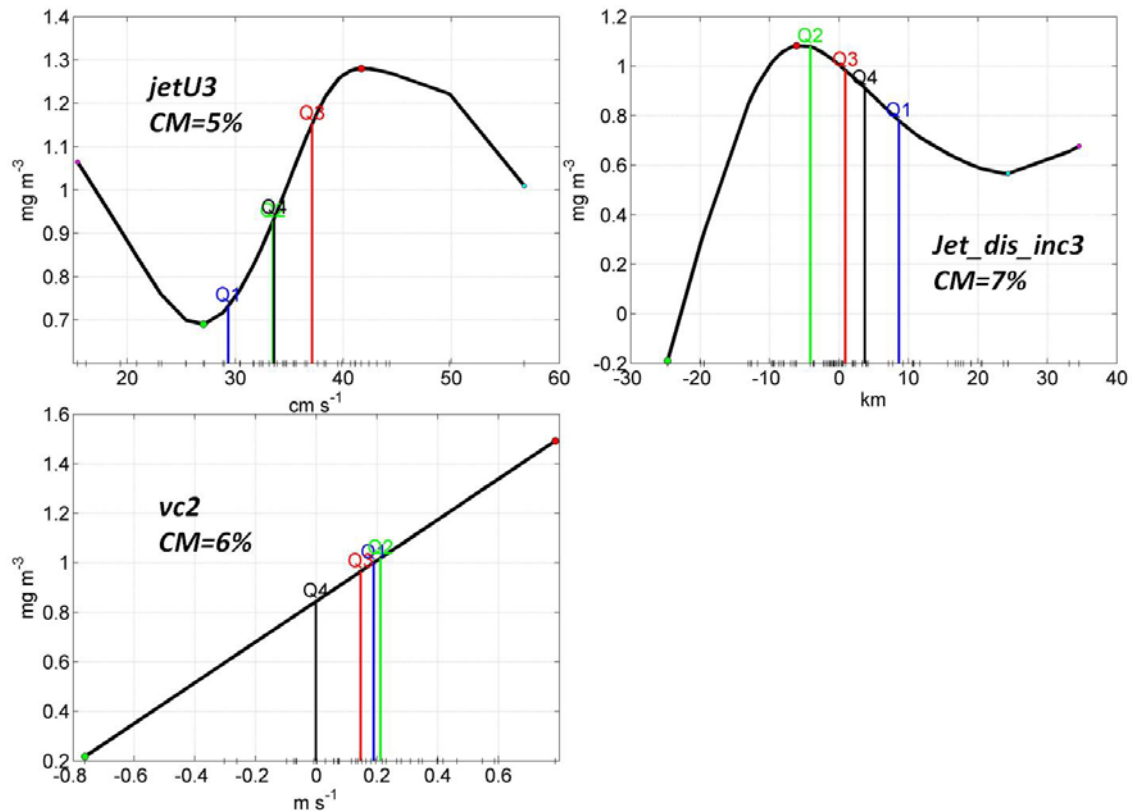 1.4
1.3
1.2
1.1
1
0.9
0.8
0.7
mg m⁻³
jetU3
CM=5%
Q1
Q4
Q3
20 30 40 50 60
cm s⁻¹
1.2
1
0.8
0.6
0.4
0.2
0
-0.2
mg m⁻³
Q2
Q3
Q4
Q1
Jet_dis_inc3
CM=7%
-30 -20 -10 0 10 20 30 40
km
1.6
1.4
1.2
1
0.8
0.6
0.4
0.2
mg m⁻³
vc2
CM=6%
Q4
Q3
Q1
Q2
-0.8 -0.6 -0.4 -0.2 0 0.2 0.4 0.6 0.8
m s⁻¹